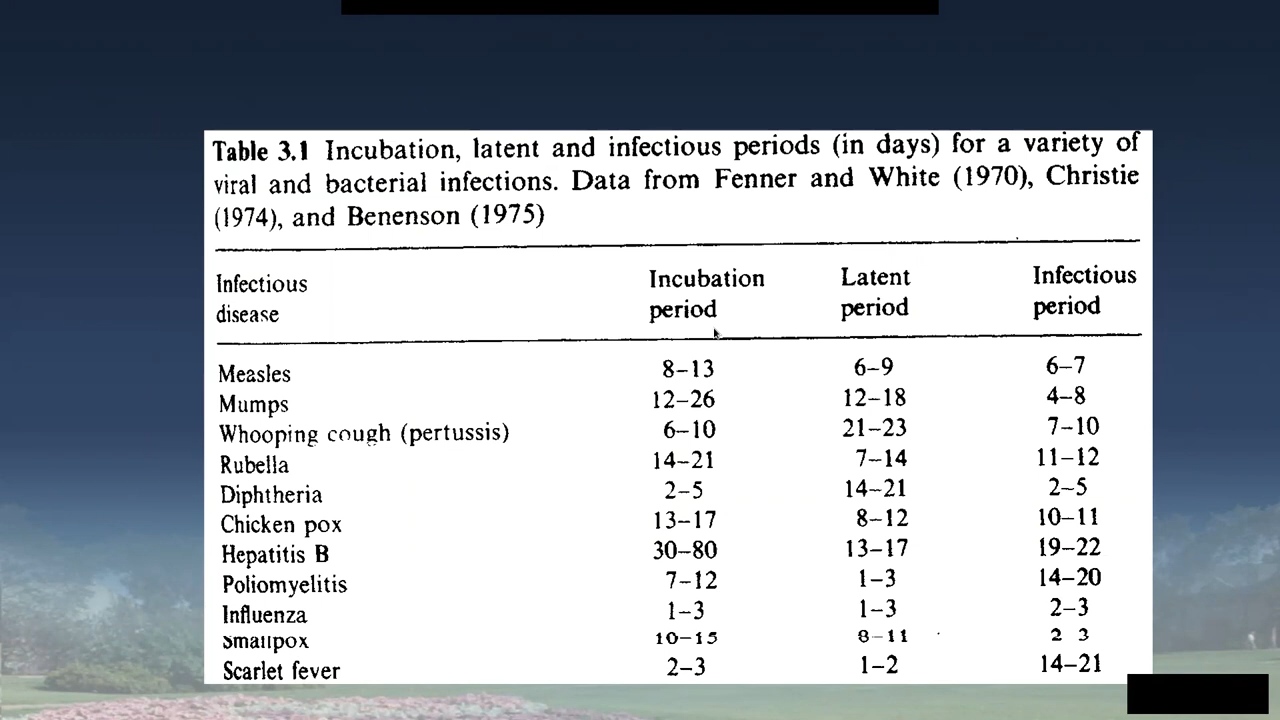 Table 3.1 Incubation, latent and infectious periods (in days) for a variety of
viral and bacterial infections. Data from Fenner and White (1970), Christie
(1974), and Benenson (1975)
Infectious disease Incubation period Latent period Infectious period
Measles 8–13 6–9 6–7
Mumps 12–26 12–18 4–8
Whooping cough (pertussis) 6–10 21–23 7–10
Rubella 14–21 7–14 11–12
Diphtheria 2–5 14–21 2–5
Chicken pox 13–17 8–12 10–11
Hepatitis B 30–80 13–17 19–22
Poliomyelitis 7–12 1–3 14–20
Influenza 1–3 1–3 2–3
Smallpox 10–15 8–11 2 3
Scarlet fever 2–3 1–2 14–21